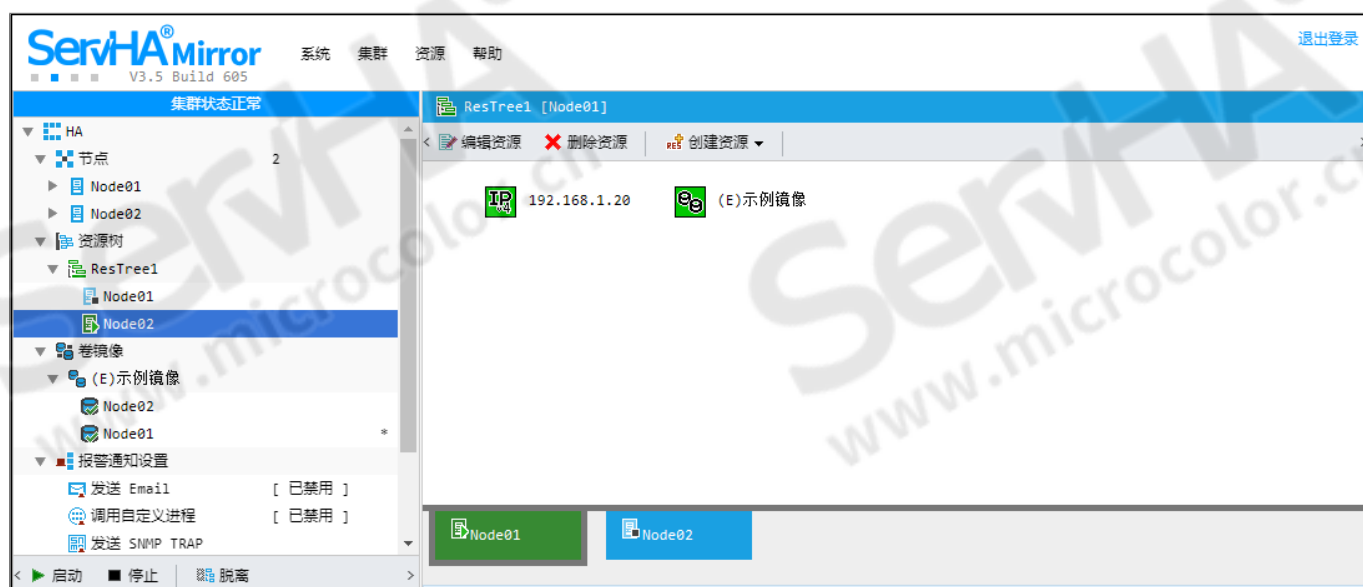 ServHA® Mirror
V3.5 Build 605
系统 集群 资源 帮助
退出登录
集群状态正常
HA
节点 2
Node01
Node02
资源树
ResTree1
Node01
Node02
卷镜像
(E)示例镜像
Node02
Node01 *
报警通知设置
发送 Email [ 已禁用 ]
调用自定义进程 [ 已禁用 ]
发送 SNMP TRAP
启动 停止 脱离
ResTree1 [Node01]
编辑资源 删除资源 RES 创建资源
IP v4 192.168.1.20 (E)示例镜像
Node01 Node02
ServHA
www.microcolor.cn
ServHA
www.microcolor.cn